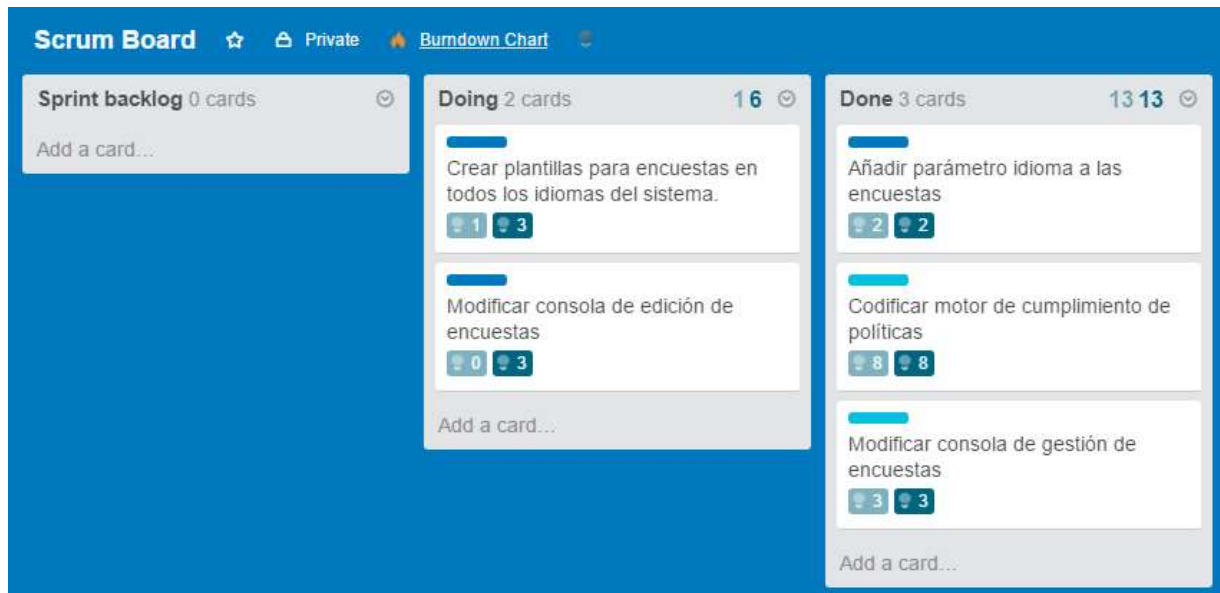 Scrum Board Private Burndown Chart
Sprint backlog 0 cards
Add a card...
Doing 2 cards 1 6
Crear plantillas para encuestas en
todos los idiomas del sistema.
1 3
Modificar consola de edición de
encuestas
0 3
Add a card...
Done 3 cards 13 13
Añadir parámetro idioma a las
encuestas
2 2
Codificar motor de cumplimiento de
políticas
8 8
Modificar consola de gestión de
encuestas
3 3
Add a card...